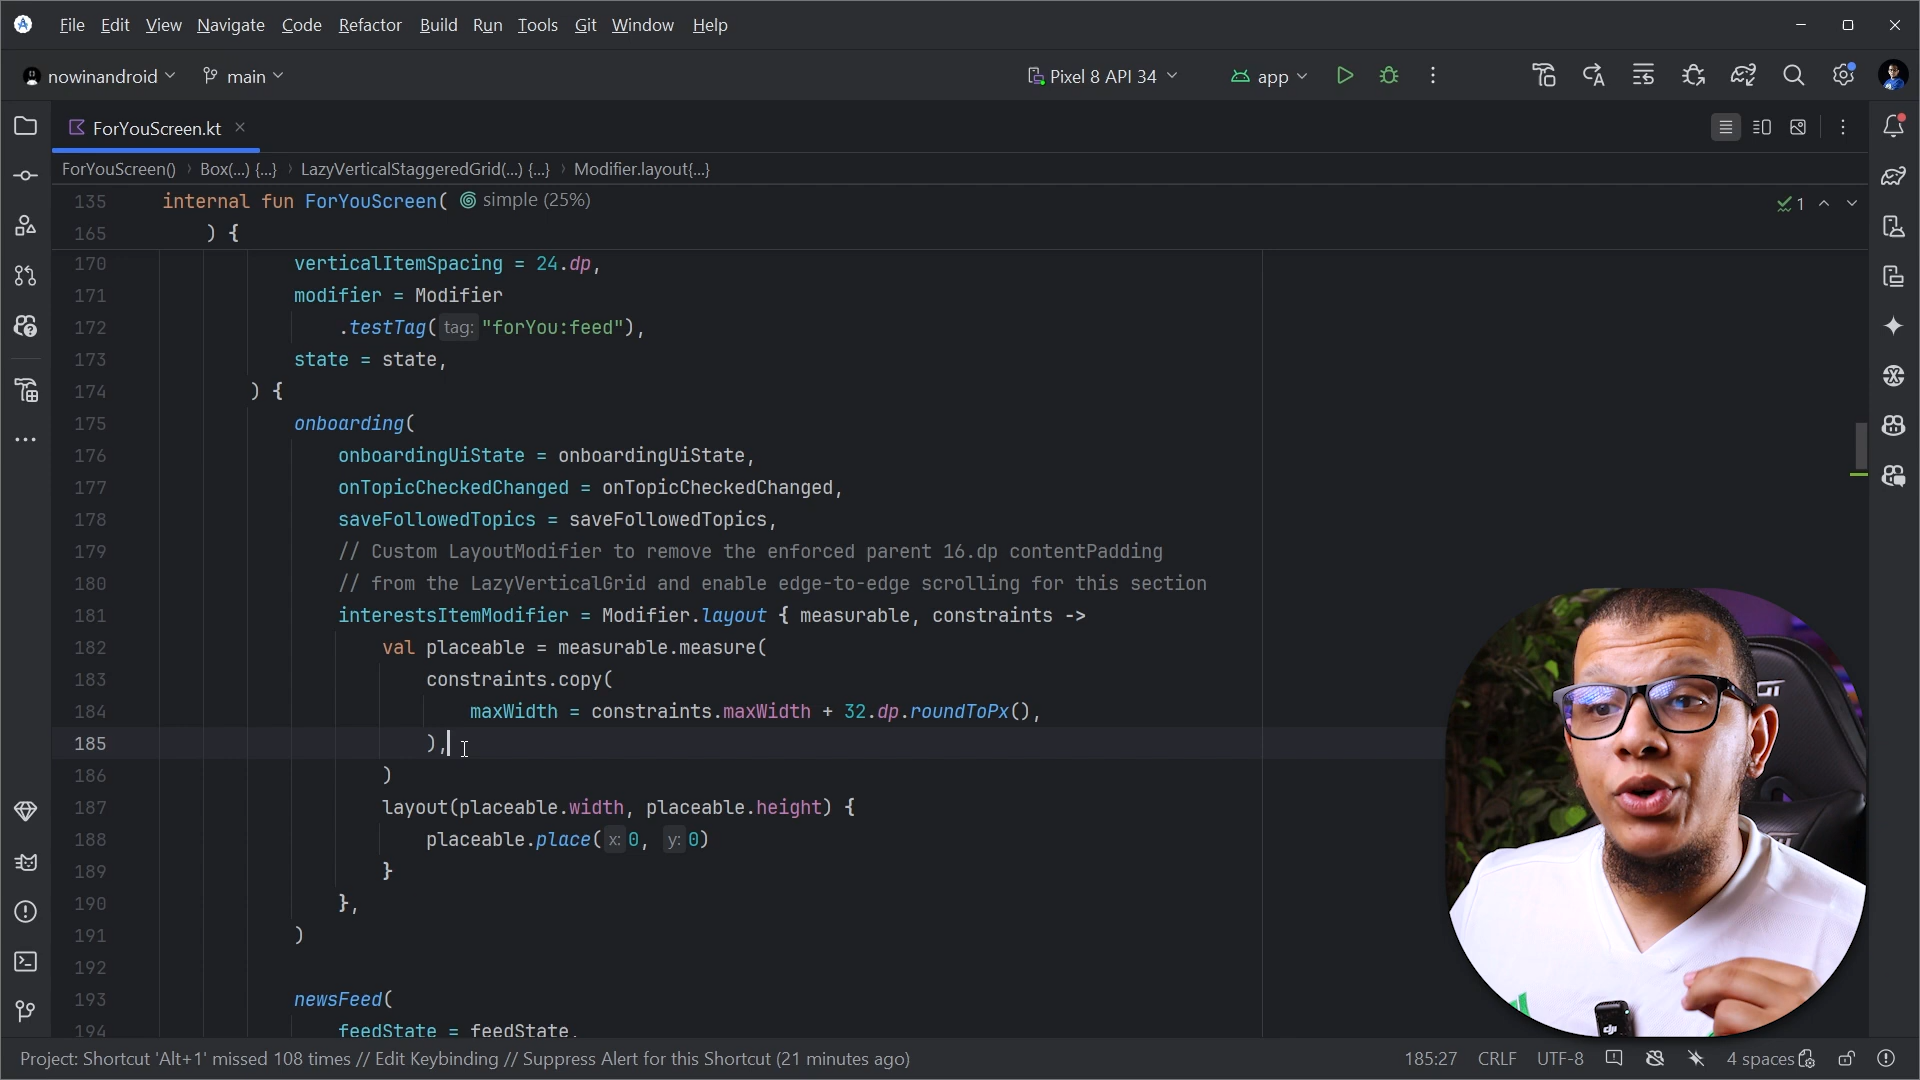 File Edit View Navigate Code Refactor Build Run Tools Git Window Help
nowinandroid main Pixel 8 API 34 app
ForYouScreen.kt
ForYouScreen() Box(...) {...} LazyVerticalStaggeredGrid(...) {...} Modifier.layout{...}
135 internal fun ForYouScreen( simple (25%) 1
165 ) {
170 verticalItemSpacing = 24.dp,
171 modifier = Modifier
172 .testTag( tag: "forYou:feed"),
173 state = state,
174 ) {
175 onboarding(
176 onboardingUiState = onboardingUiState,
177 onTopicCheckedChanged = onTopicCheckedChanged,
178 saveFollowedTopics = saveFollowedTopics,
179 // Custom LayoutModifier to remove the enforced parent 16.dp contentPadding
180 // from the LazyVerticalGrid and enable edge-to-edge scrolling for this section
181 interestsItemModifier = Modifier.layout { measurable, constraints ->
182 val placeable = measurable.measure(
183 constraints.copy(
184 maxWidth = constraints.maxWidth + 32.dp.roundToPx(),
185 ),
186 )
187 layout(placeable.width, placeable.height) {
188 placeable.place( x: 0, y: 0)
189 }
190 },
191 )
192
193 newsFeed(
194 feedState = feedState,
dji
Project: Shortcut 'Alt+1' missed 108 times // Edit Keybinding // Suppress Alert for this Shortcut (21 minutes ago) 185:27 CRLF UTF-8 4 spaces